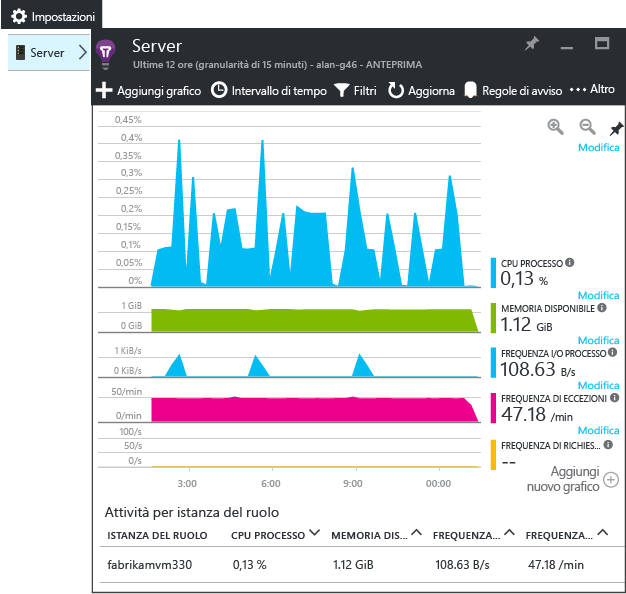 Impostazioni
Server
Server
Ultime 12 ore (granularità di 15 minuti) - alan-g46 - ANTEPRIMA
Aggiungi grafico Intervallo di tempo Filtri Aggiorna Regole di avviso Altro
Modifica
0,45%
0,4%
0,35%
0,3%
0,25%
0,2%
0,15%
0,1%
0,05%
0%
CPU PROCESSO
0,13 %
Modifica
1 GiB
0 GiB
MEMORIA DISPONIBILE
1.12 GiB
Modifica
1 KiB/s
0 KiB/s
FREQUENZA I/O PROCESSO
108.63 B/s
Modifica
50/min
0/min
FREQUENZA DI ECCEZIONI
47.18 /min
Modifica
100/s
50/s
0/s
FREQUENZA DI RICHIES...
--
3:00 6:00 9:00 00:00
Aggiungi
nuovo grafico
Attività per istanza del ruolo
ISTANZA DEL RUOLO CPU PROCESSO MEMORIA DIS... FREQUENZA... FREQUENZA...
fabrikamvm330 0,13 % 1.12 GiB 108.63 B/s 47.18 /min